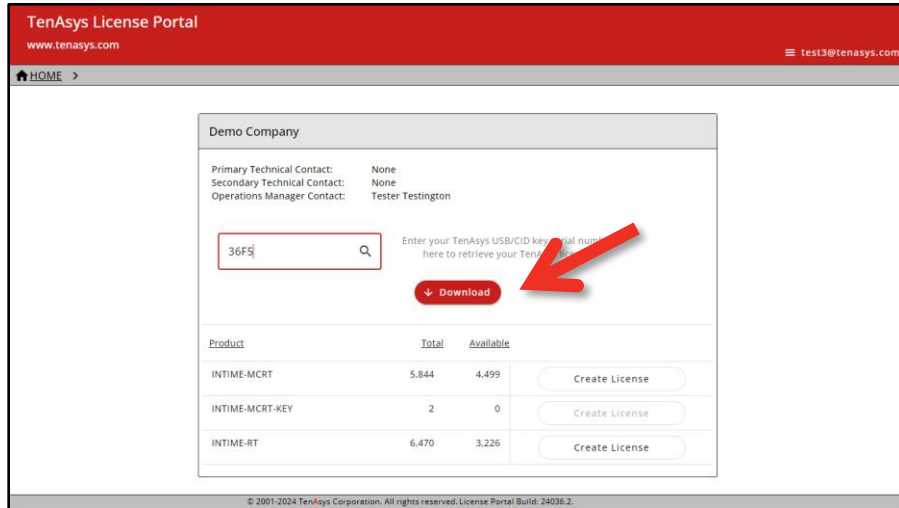 TenAsys License Portal
www.tenasys.com
test3@tenasys.com
HOME >
Demo Company
Primary Technical Contact: None
Secondary Technical Contact: None
Operations Manager Contact: Tester Testington
36F5
Enter your TenAsys USB/CID key serial
here to retrieve your
Download
Product Total Available
INTIME-MCRT 5,844 4,499 Create License
INTIME-MCRT-KEY 2 0 Create License
INTIME-RT 6,470 3,226 Create License
© 2001-2024 TenAsys Corporation. All rights reserved. License Portal Build: 24036.2.